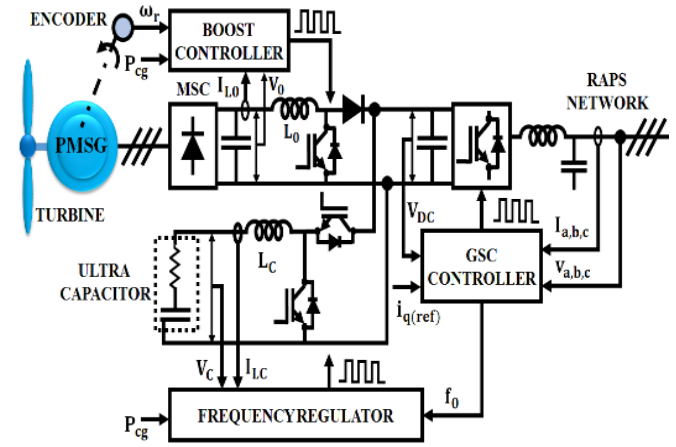 ENCODER
ωr
BOOST
CONTROLLER
Pcg
IL0
V0
MSC
L0
RAPS
NETWORK
PMSG
TURBINE
VDC
Ia,b,c
va,b,c
GSC
CONTROLLER
iq(ref)
ULTRA
CAPACITOR
LC
VC
ILC
f0
Pcg
FREQUENCYREGULATOR